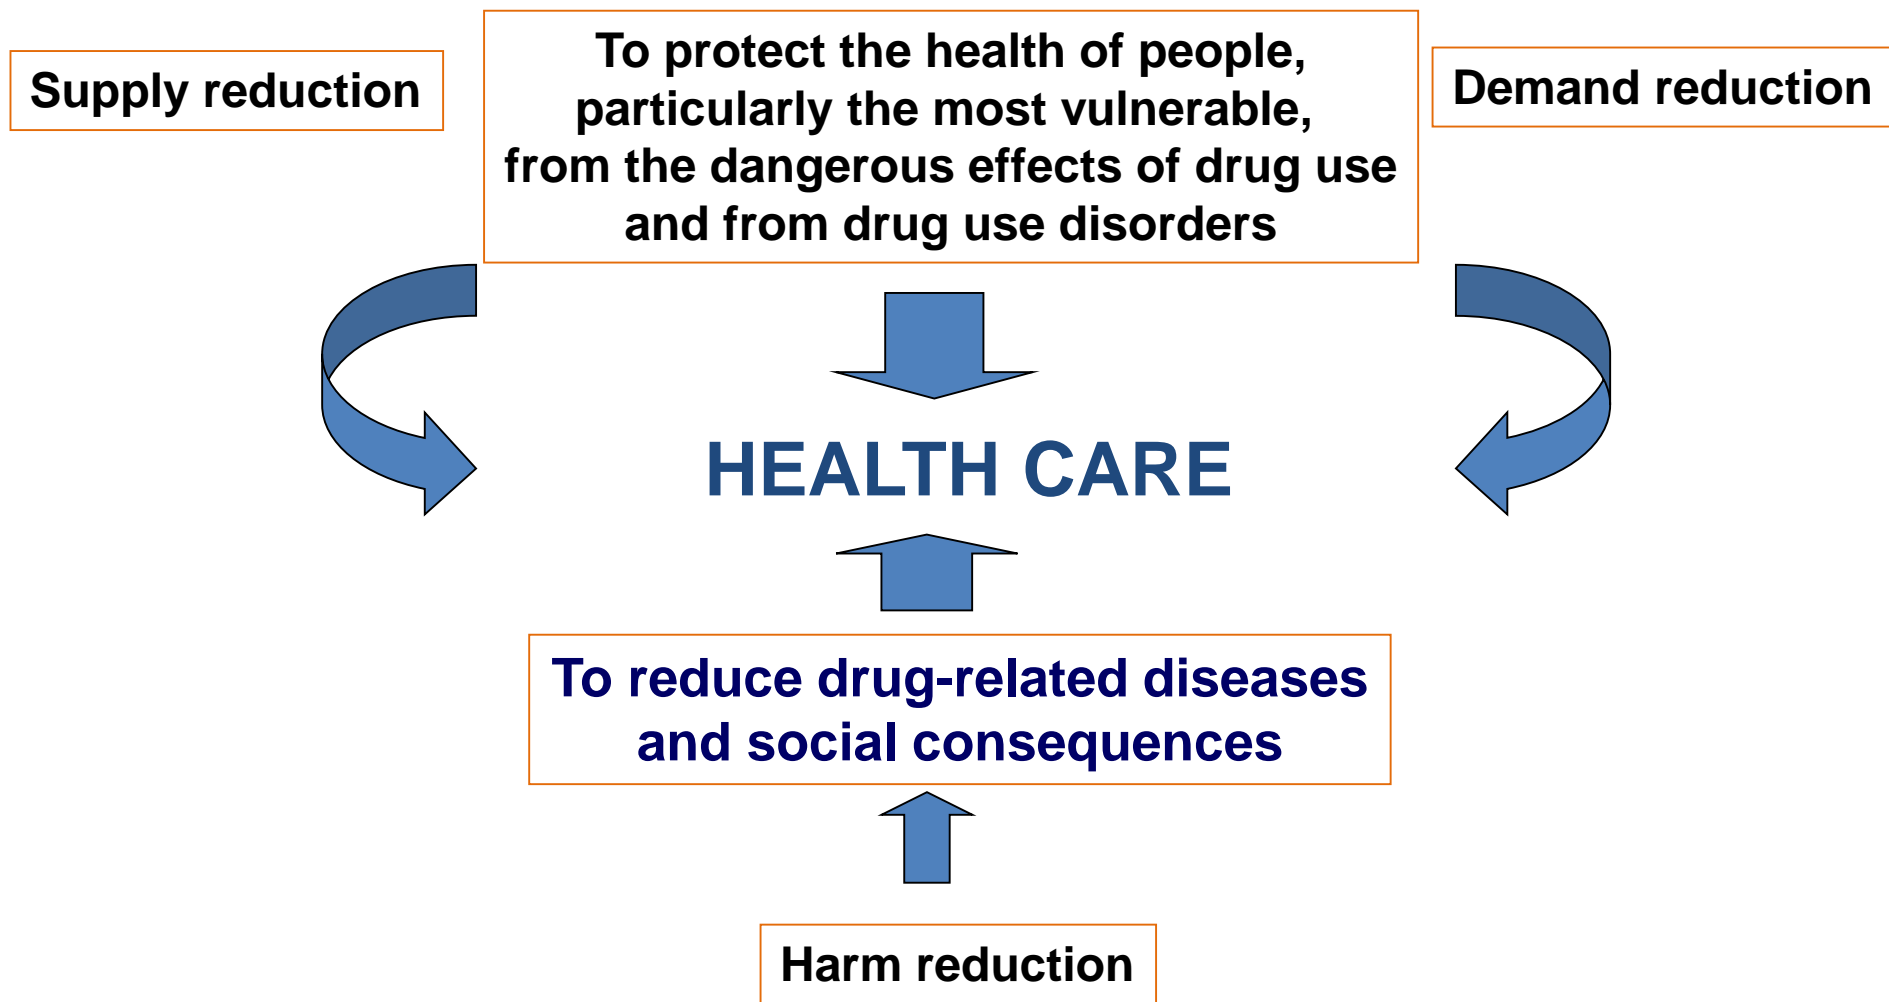 Supply reduction
To protect the health of people,
particularly the most vulnerable,
from the dangerous effects of drug use
and from drug use disorders
Demand reduction
HEALTH CARE
To reduce drug-related diseases
and social consequences
Harm reduction